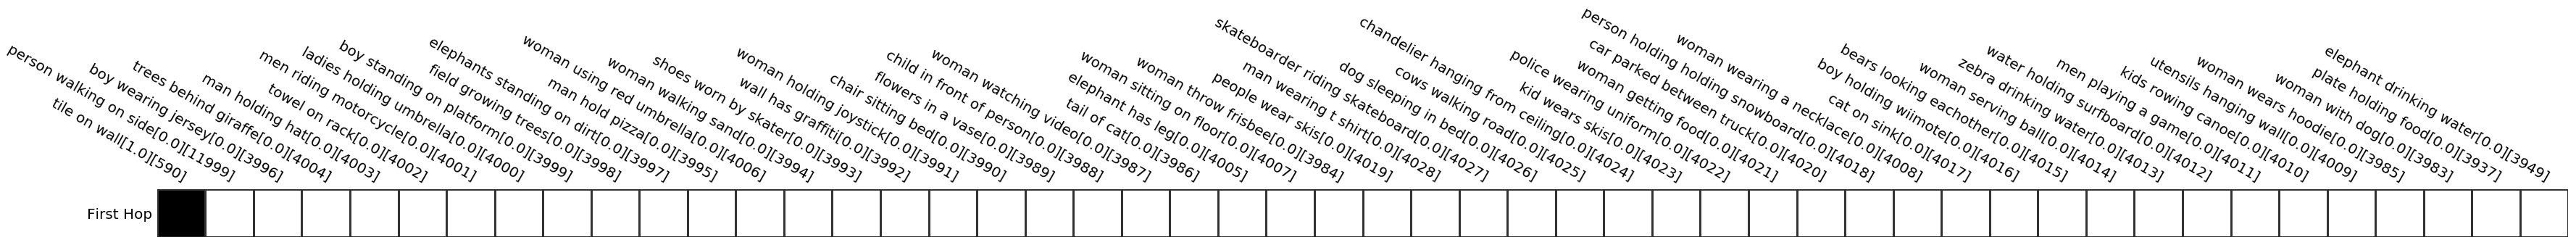 tile on wall[1.0][590]
person walking on side[0.0][11999]
boy wearing jersey[0.0][3996]
trees behind giraffe[0.0][4004]
man holding hat[0.0][4003]
towel on rack[0.0][4002]
men riding motorcycle[0.0][4001]
ladies holding umbrella[0.0][4000]
boy standing on platform[0.0][3999]
field growing trees[0.0][3998]
elephants standing on dirt[0.0][3997]
man hold pizza[0.0][3995]
woman using red umbrella[0.0][4006]
woman walking sand[0.0][3994]
shoes worn by skater[0.0][3993]
wall has graffiti[0.0][3992]
woman holding joystick[0.0][3991]
chair sitting bed[0.0][3990]
flowers in a vase[0.0][3989]
child in front of person[0.0][3988]
woman watching video[0.0][3987]
tail of cat[0.0][3986]
elephant has leg[0.0][4005]
woman sitting on floor[0.0][4007]
woman throw frisbee[0.0][3984]
people wear skis[0.0][4019]
man wearing t shirt[0.0][4028]
skateboarder riding skateboard[0.0][4027]
dog sleeping in bed[0.0][4026]
cows walking road[0.0][4025]
chandelier hanging from ceiling[0.0][4024]
kid wears skis[0.0][4023]
police wearing uniform[0.0][4022]
woman getting food[0.0][4021]
car parked between truck[0.0][4020]
person holding holding snowboard[0.0][4018]
woman wearing a necklace[0.0][4008]
cat on sink[0.0][4017]
boy holding wiimote[0.0][4016]
bears looking eachother[0.0][4015]
woman serving ball[0.0][4014]
zebra drinking water[0.0][4013]
water holding surfboard[0.0][4012]
men playing a game[0.0][4011]
kids rowing canoe[0.0][4010]
utensils hanging wall[0.0][4009]
woman wears hoodie[0.0][3985]
woman with dog[0.0][3983]
plate holding food[0.0][3937]
elephant drinking water[0.0][3949]
First Hop